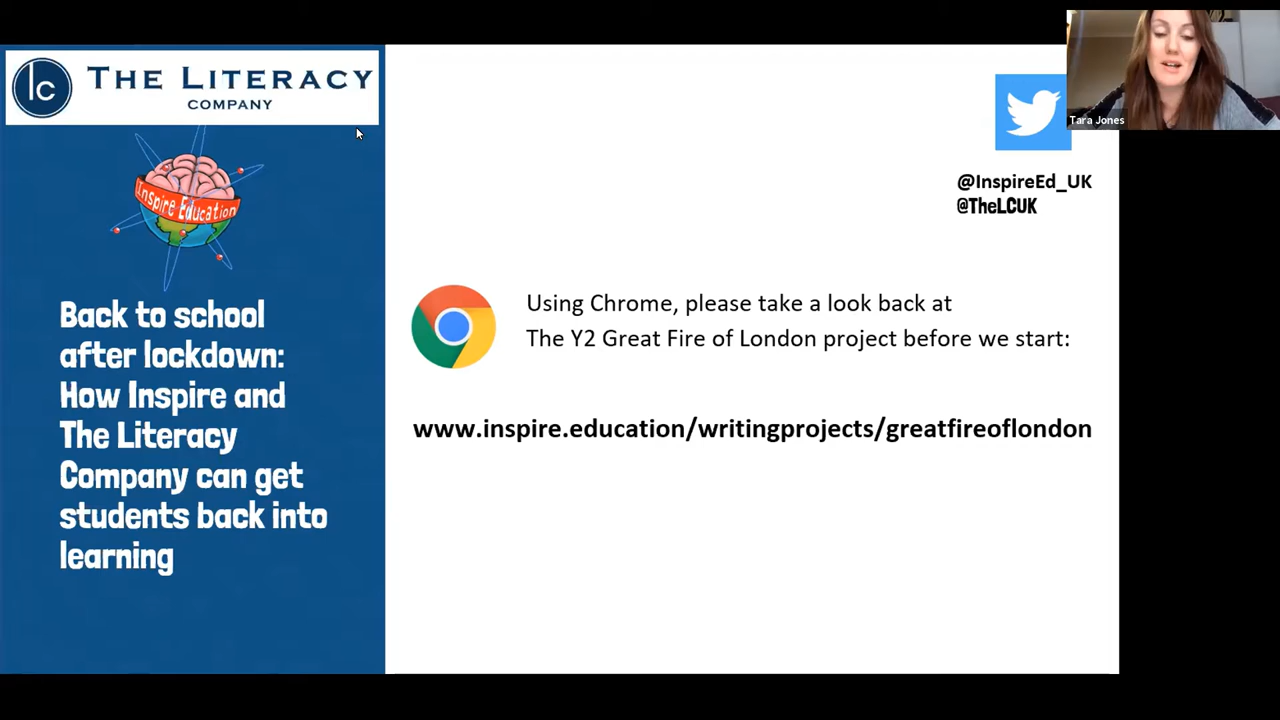 lc
THE LITERACY
COMPANY
Inspire Education
Back to school
after lockdown:
How Inspire and
The Literacy
Company can get
students back into
learning
@InspireEd_UK
@TheLCUK
Using Chrome, please take a look back at
The Y2 Great Fire of London project before we start:
www.inspire.education/writingprojects/greatfireoflondon
Tara Jones